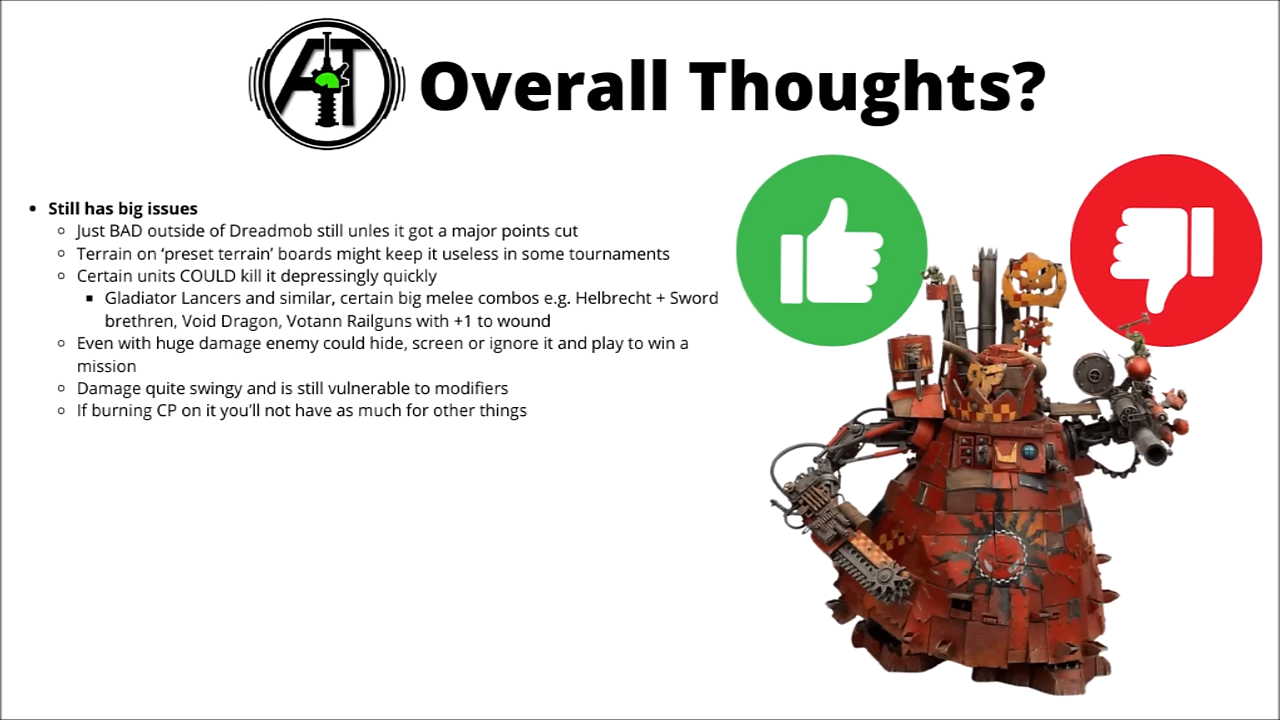 AT Overall Thoughts?
Still has big issues
Just BAD outside of Dreadmob still unles it got a major points cut
Terrain on ‘preset terrain’ boards might keep it useless in some tournaments
Certain units COULD kill it depressingly quickly
Gladiator Lancers and similar, certain big melee combos e.g. Helbrecht + Sword
brethren, Void Dragon, Votann Railguns with +1 to wound
Even with huge damage enemy could hide, screen or ignore it and play to win a
mission
Damage quite swingy and is still vulnerable to modifiers
If burning CP on it you’ll not have as much for other things